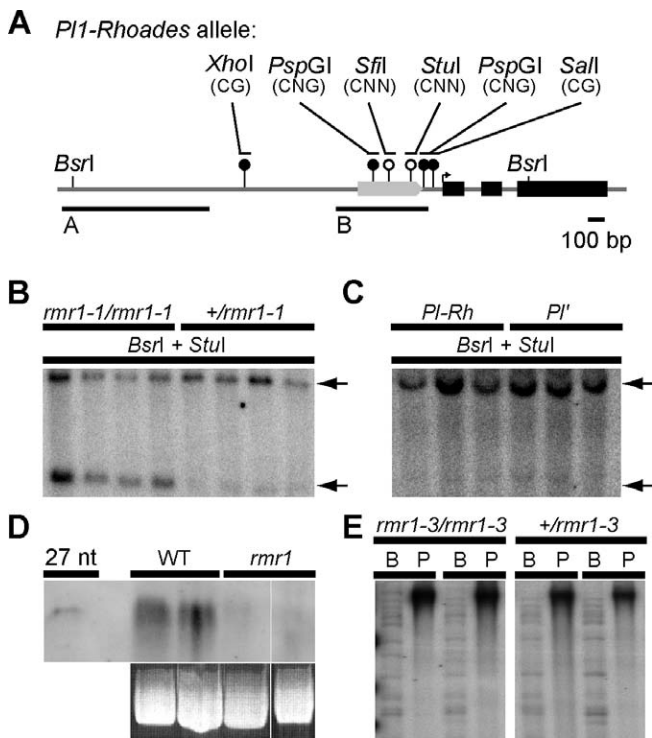 A Pl1-Rhoades allele:
XhoI PspGI SfiI StuI PspGI SalI
(CG) (CNG) (CNN) (CNN) (CNG) (CG)
BsrI BsrI
A B 100 bp
B C
rmr1-1/rmr1-1 +/rmr1-1 Pl-Rh Pl'
BsrI + StuI BsrI + StuI
D E
27 nt WT rmr1 rmr1-3/rmr1-3 +/rmr1-3
B P B P B P B P